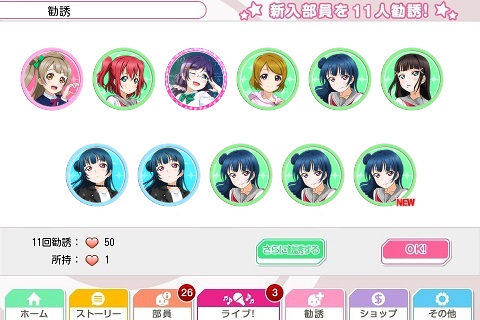 勧誘
新入部員を11人勧誘!
NEW
11回勧誘： 50
所持： 1
さらに勧誘する
OK!
26
3
ホーム
ストーリー
部員
ライブ!
勧誘
ショップ
その他